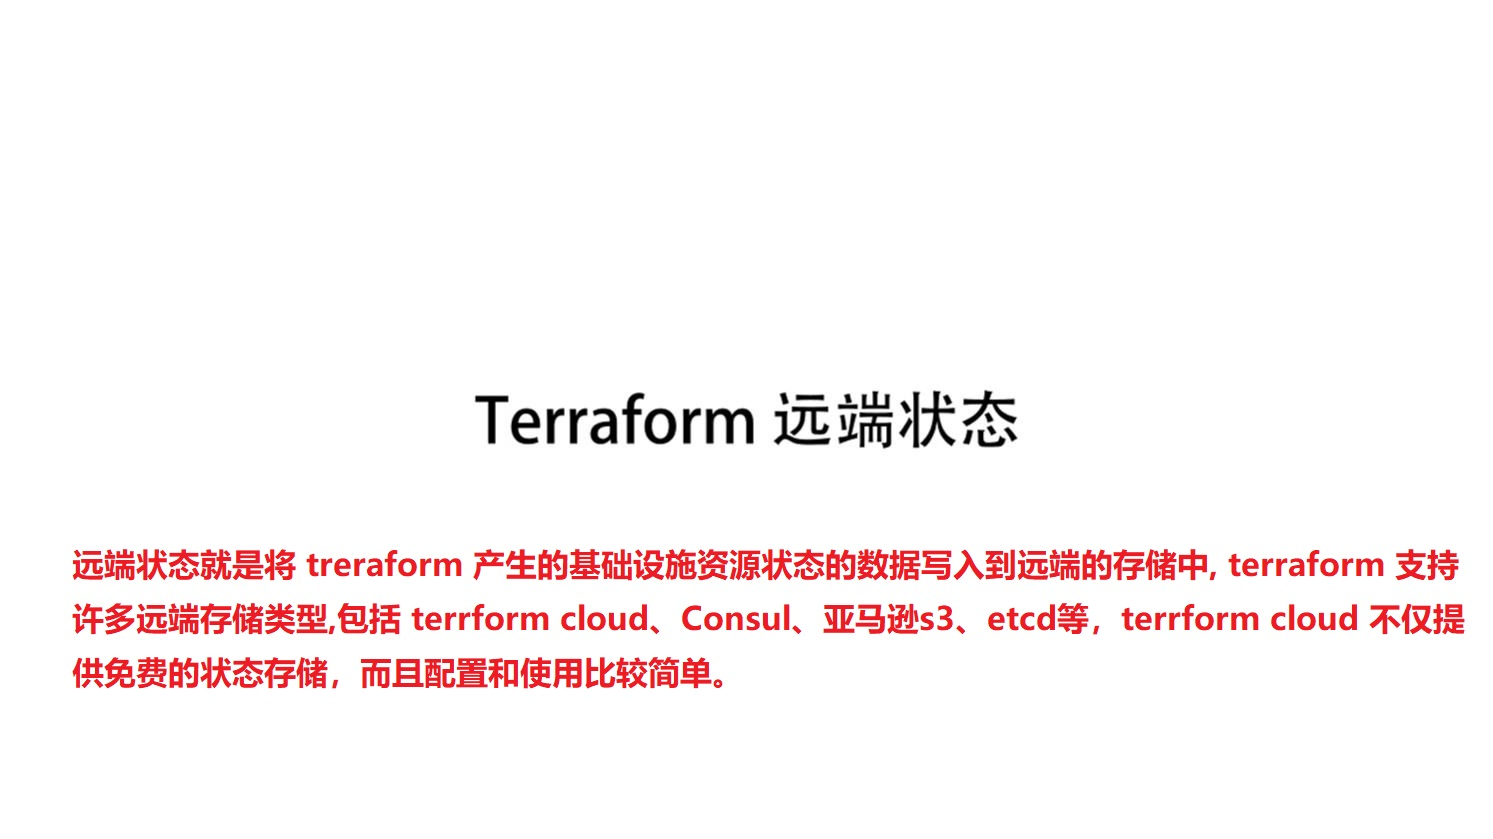 Terraform 远端状态
远端状态就是将 treraform 产生的基础设施资源状态的数据写入到远端的存储中, terraform 支持
许多远端存储类型,包括 terrform cloud、Consul、亚马逊s3、etcd等，terrform cloud 不仅提
供免费的状态存储，而且配置和使用比较简单。